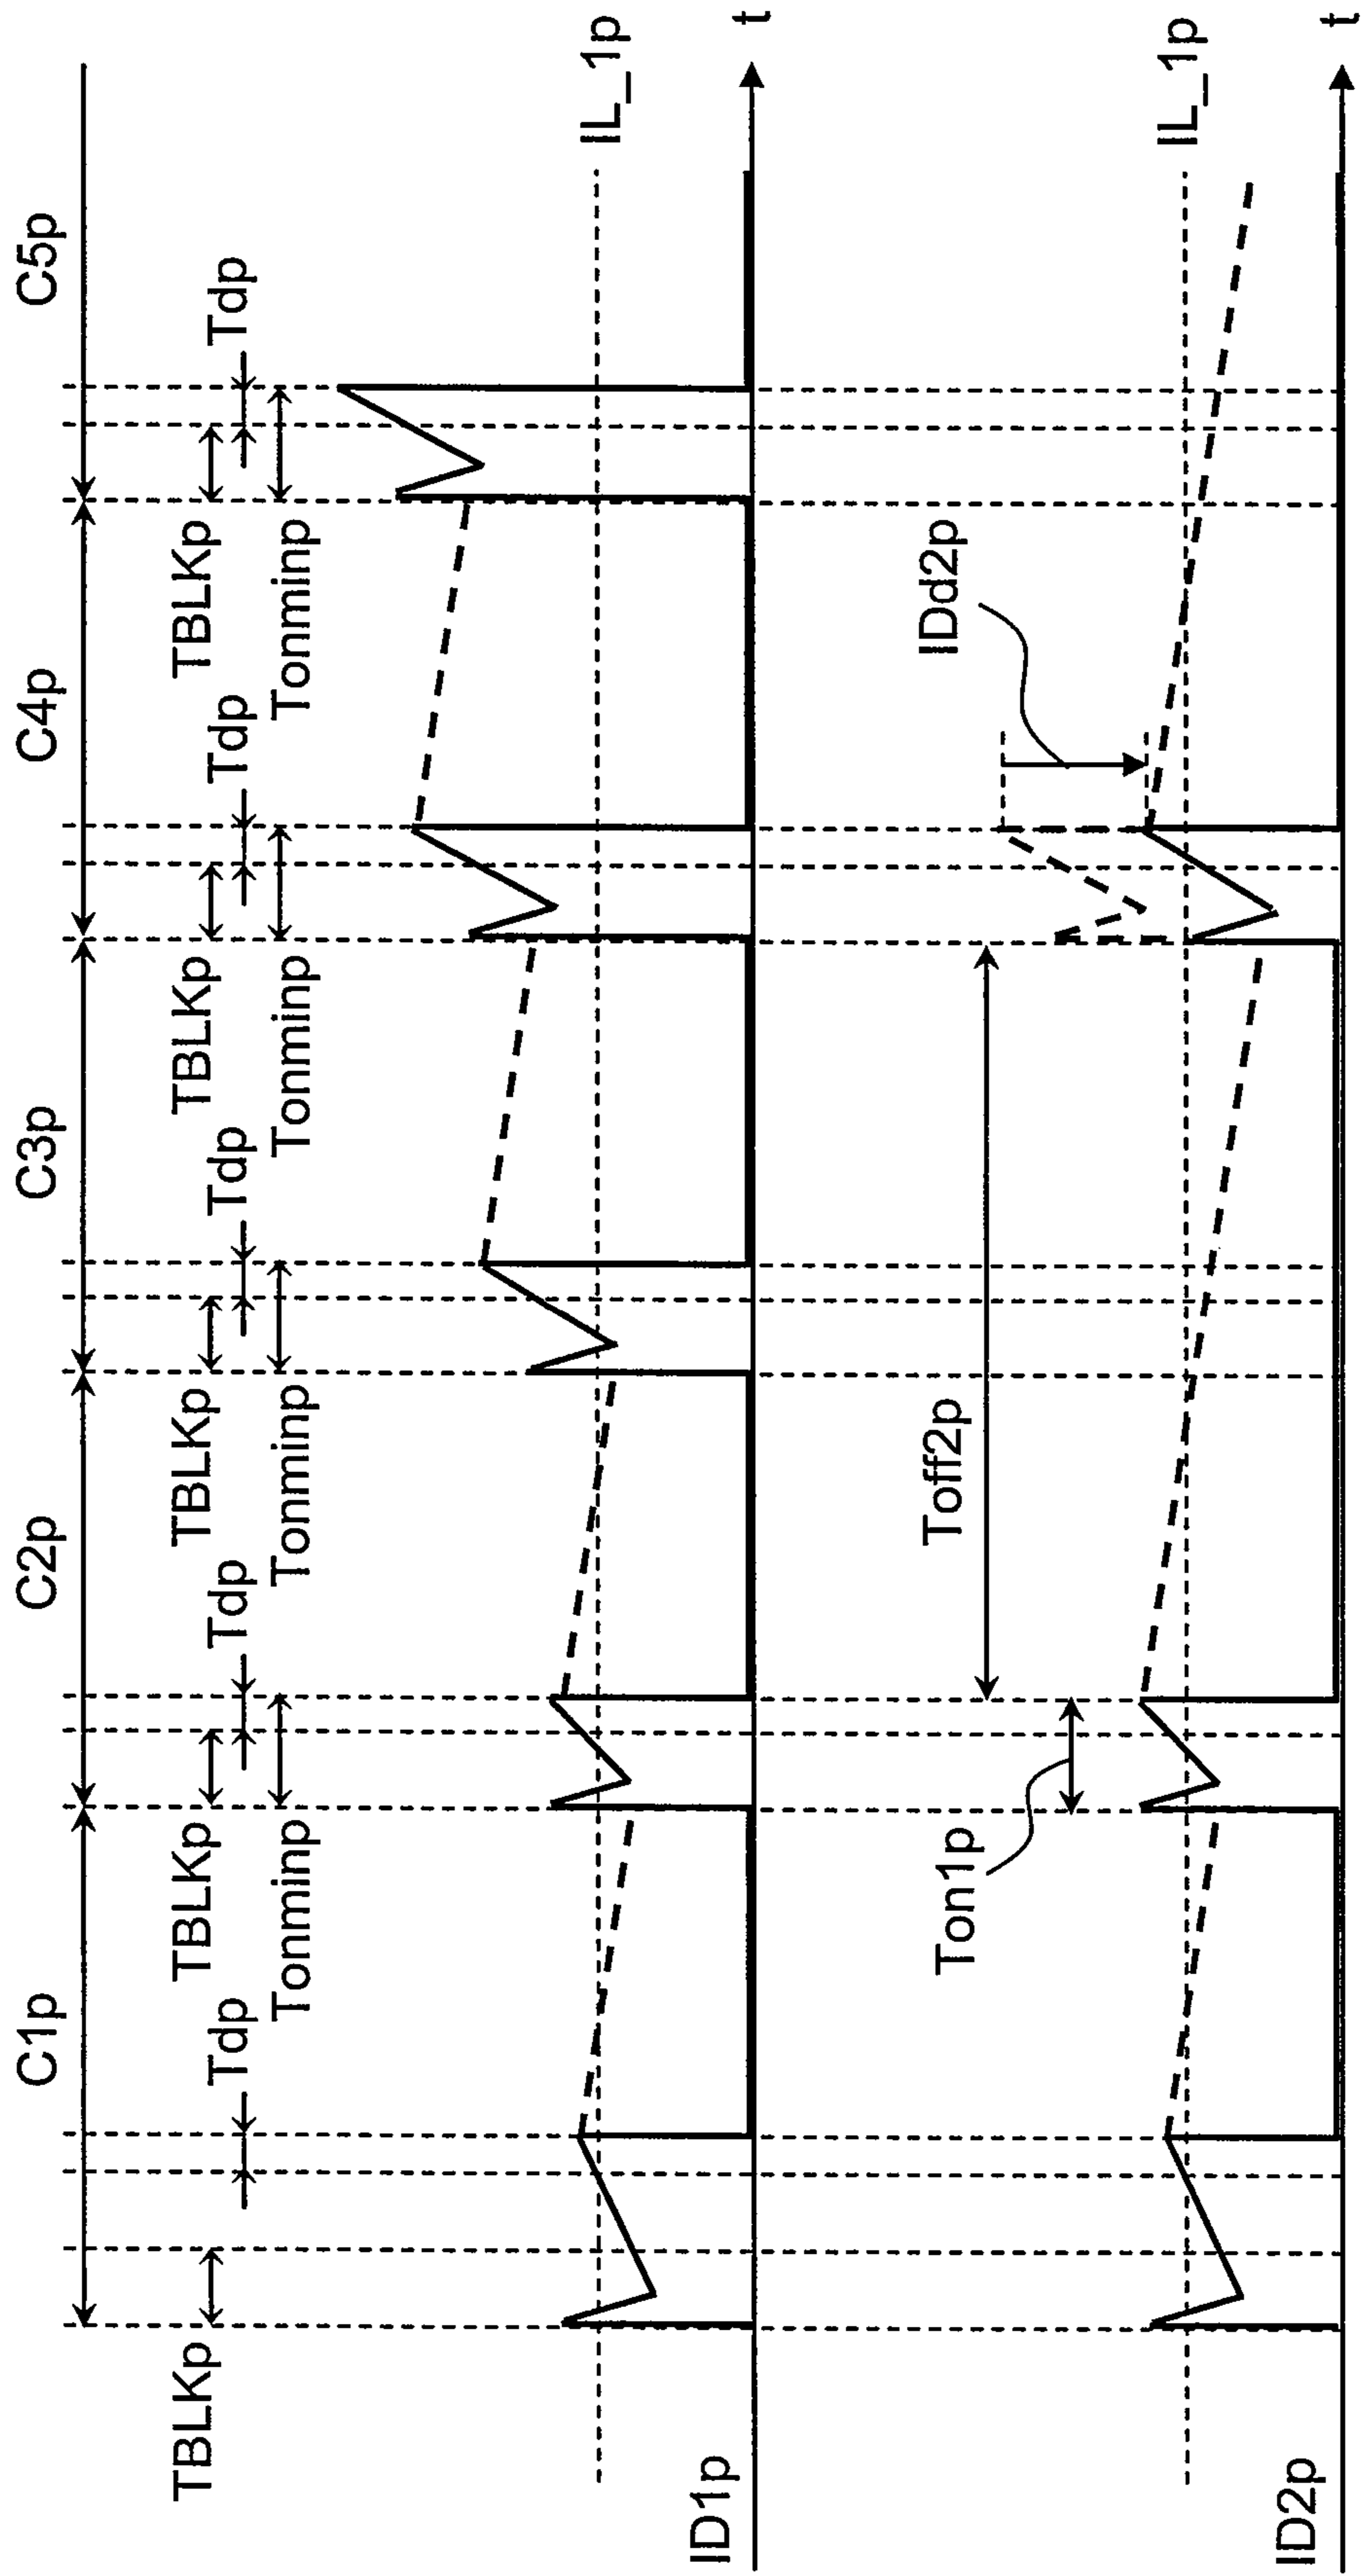 C1p
C2p
C3p
C4p
C5p
Tdp
Tdp
Tdp
Tdp
Tdp
TBLKp
TBLKp
TBLKp
TBLKp
TBLKp
Tonminp
Tonminp
Tonminp
Tonminp
IL_1p
ID1p
t
Ton1p
Toff2p
IDd2p
IL_1p
ID2p
t